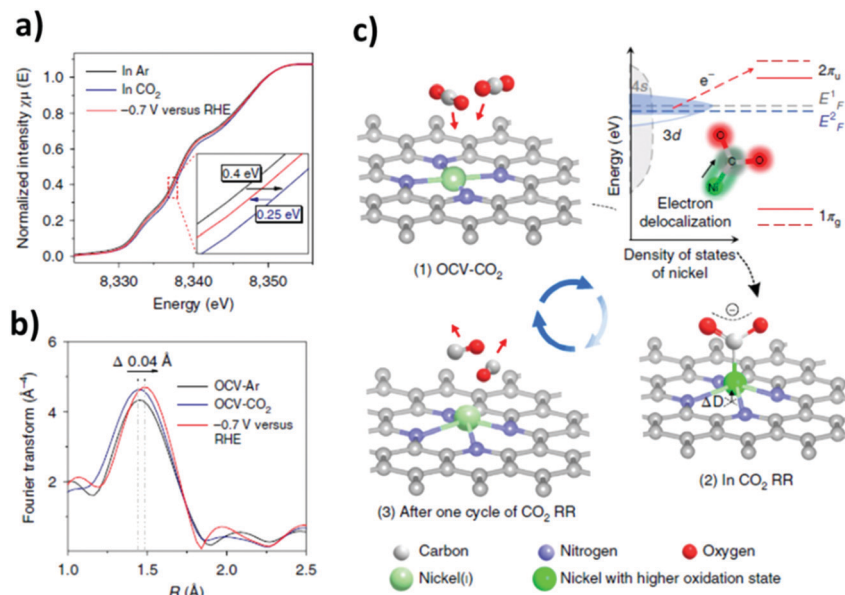 a)
In Ar
In CO2
−0.7 V versus RHE
Normalized intensity χμ (E)
1.0
0.8
0.6
0.4
0.2
0.0
0.4 eV
0.25 eV
8,330
8,340
8,350
Energy (eV)
b)
Δ 0.04 Å
OCV-Ar
OCV-CO2
−0.7 V versus
RHE
Fourier transform (Å−4)
4
2
0
1.0
1.5
2.0
2.5
R (Å)
c)
(1) OCV-CO2
Energy (eV)
4s
3d
e−
2πu
E1F
E2F
O
C
O
Ni
Electron
delocalization
1πg
Density of states
of nickel
⊖
ΔD
(2) In CO2 RR
(3) After one cycle of CO2 RR
Carbon
Nitrogen
Oxygen
Nickel(I)
Nickel with higher oxidation state